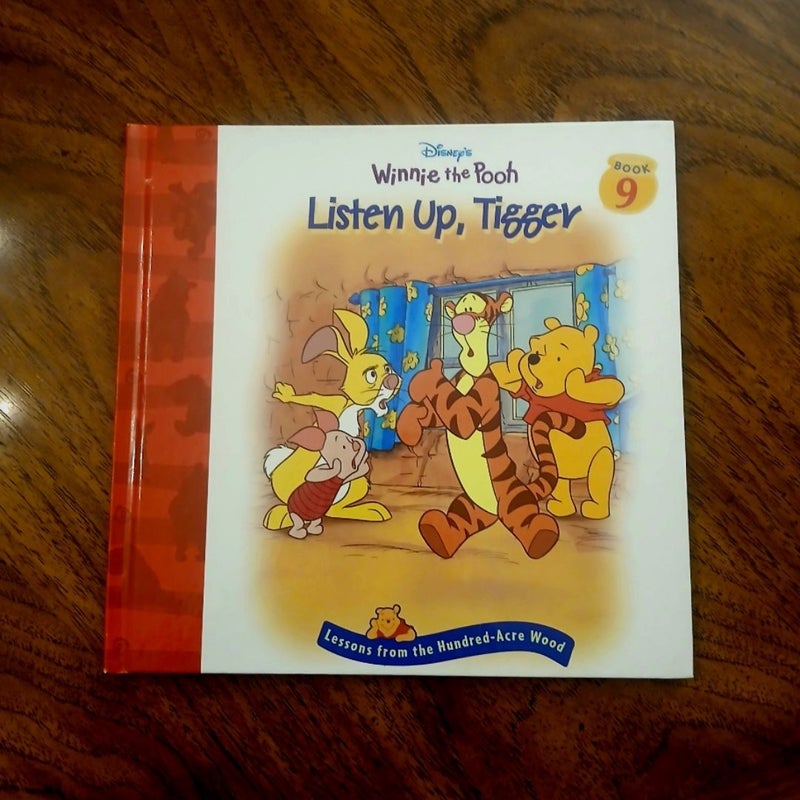 Disney's
Winnie the Pooh
Listen Up, Tigger
BOOK
9
Lessons from the Hundred-Acre Wood